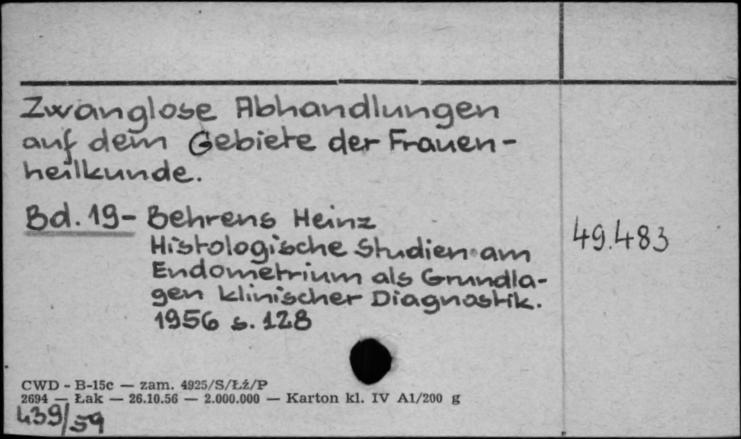 Zwanglose Abhandlungen
auf dem Gebiete der Frauen-
heilkunde.
Bd. 19- Behrens Heinz
49.483
Histologische Studien am
Endometrium als Grundla-
gen klinischer Diagnostik.
1956 s. 128
CWD - B-15c — zam. 4925/S/Łź/P
2694 — Łak — 26.10.56 — 2.000.000 — Karton kl. IV A1/200 g
439/59